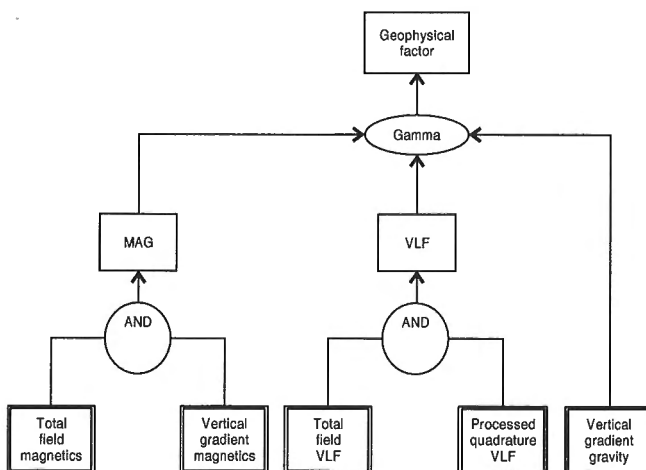 Geophysical
factor
Gamma
MAG
VLF
AND
AND
Total
field
magnetics
Vertical
gradient
magnetics
Total
field
VLF
Processed
quadrature
VLF
Vertical
gradient
gravity